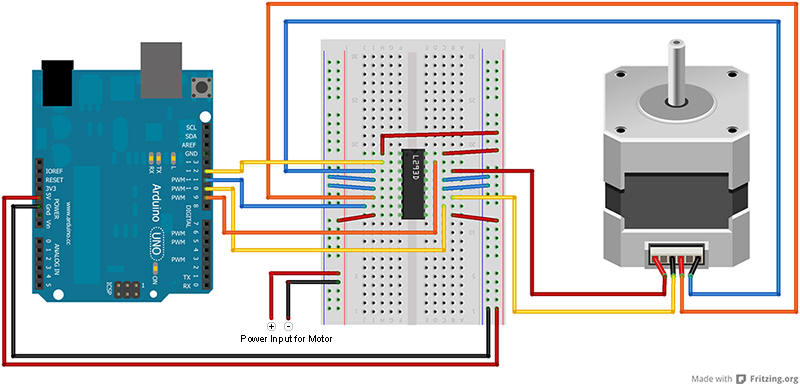 SCL
SDA
AREF
GND
13
12
PWM 11
PWM 10
PWM 9
8
7
PWM 6
PWM 5
4
PWM 3
2
TX 1
RX 0
DIGITAL
RX
TX
L
Arduino
UNO
ON
ICSP
1
www.arduino.cc
IOREF
RESET
3V3
5V
Gnd
Vin
POWER
0
1
2
3
4
5
ANALOG IN
L293D
+ -
Power Input for Motor
Made with Fritzing.org